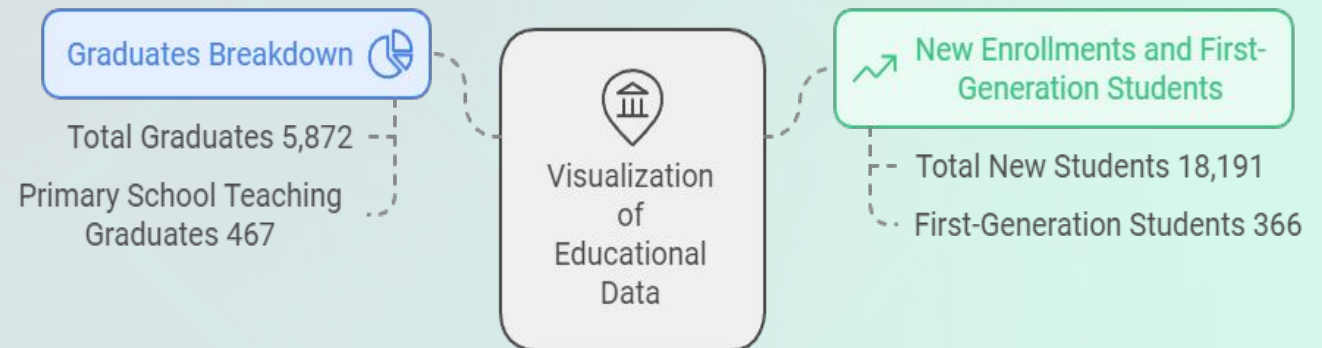 Graduates Breakdown
Total Graduates 5,872
Primary School Teaching
Graduates 467
Visualization
of
Educational
Data
New Enrollments and First-
Generation Students
Total New Students 18,191
First-Generation Students 366